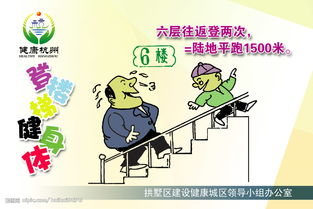 健康杭州
HEALTHY HANGZHOU
六层往返登两次，
=陆地平跑1500米。
6楼
登楼梯健身体
拱墅区建设健康城区领导小组办公室